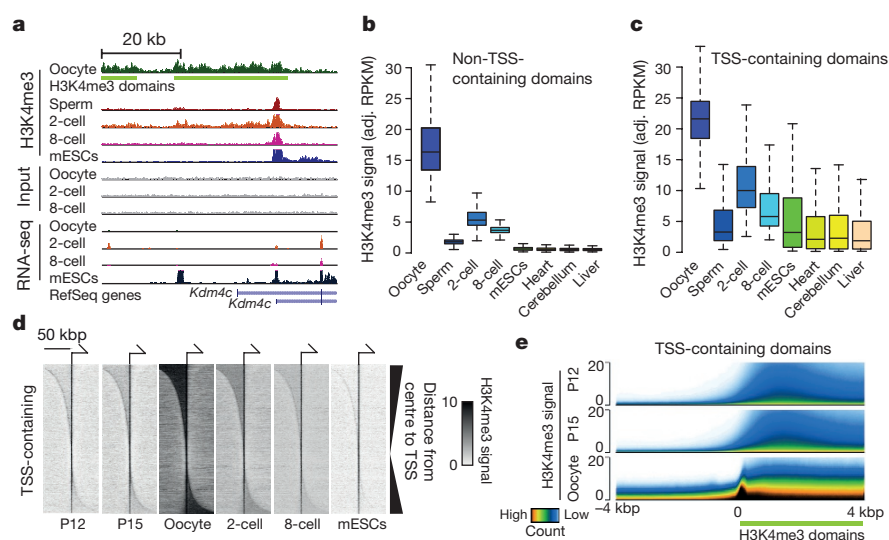 a
20 kb
H3K4me3
Oocyte
H3K4me3 domains
Sperm
2-cell
8-cell
mESCs
Input
Oocyte
2-cell
8-cell
RNA-seq
Oocyte
2-cell
8-cell
mESCs
RefSeq genes
Kdm4c
Kdm4c
b
Non-TSS-
containing domains
H3K4me3 signal (adj. RPKM)
30
25
20
15
10
5
0
Oocyte
Sperm
2-cell
8-cell
mESCs
Heart
Cerebellum
Liver
c
TSS-containing domains
H3K4me3 signal (adj. RPKM)
30
25
20
15
10
5
0
Oocyte
Sperm
2-cell
8-cell
mESCs
Heart
Cerebellum
Liver
d
50 kbp
TSS-containing
P12
P15
Oocyte
2-cell
8-cell
mESCs
Distance from
centre to TSS
10
0
H3K4me3 signal
e
TSS-containing domains
H3K4me3 signal
P12
20
0
P15
20
0
Oocyte
20
0
−4 kbp
0
4 kbp
High
Low
Count
H3K4me3 domains